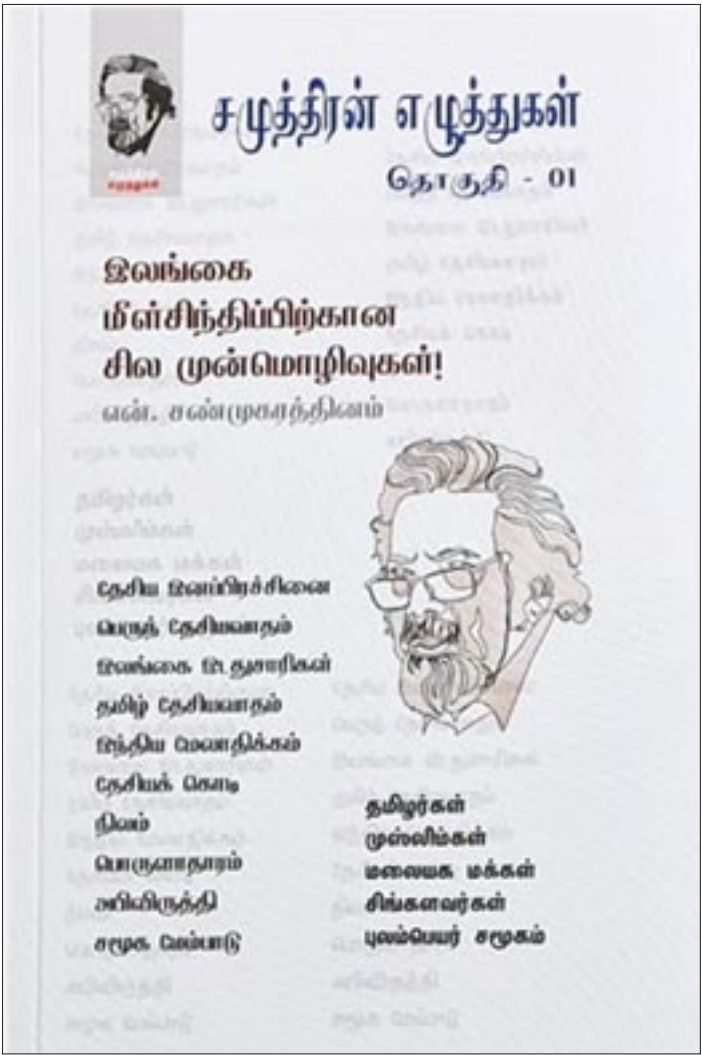 சமுத்திரன் எழுத்துகள்
தொகுதி - 01
இலங்கை
மீள்சிந்திப்பிற்கான
சில முன்மொழிவுகள்!
என். சண்முகரத்தினம்
தேசிய இனப்பிரச்சினை
பெருந் தேசியவாதம்
இலங்கை இடதுசாரிகள்
தமிழ் தேசியவாதம்
இந்திய மேலாதிக்கம்
தேசியக் கொடி
நிலம்
பொருளாதாரம்
அபிவிருத்தி
சமூக மேம்பாடு
தமிழர்கள்
முஸ்லிம்கள்
மலையக மக்கள்
சிங்களவர்கள்
புலம்பெயர் சமூகம்